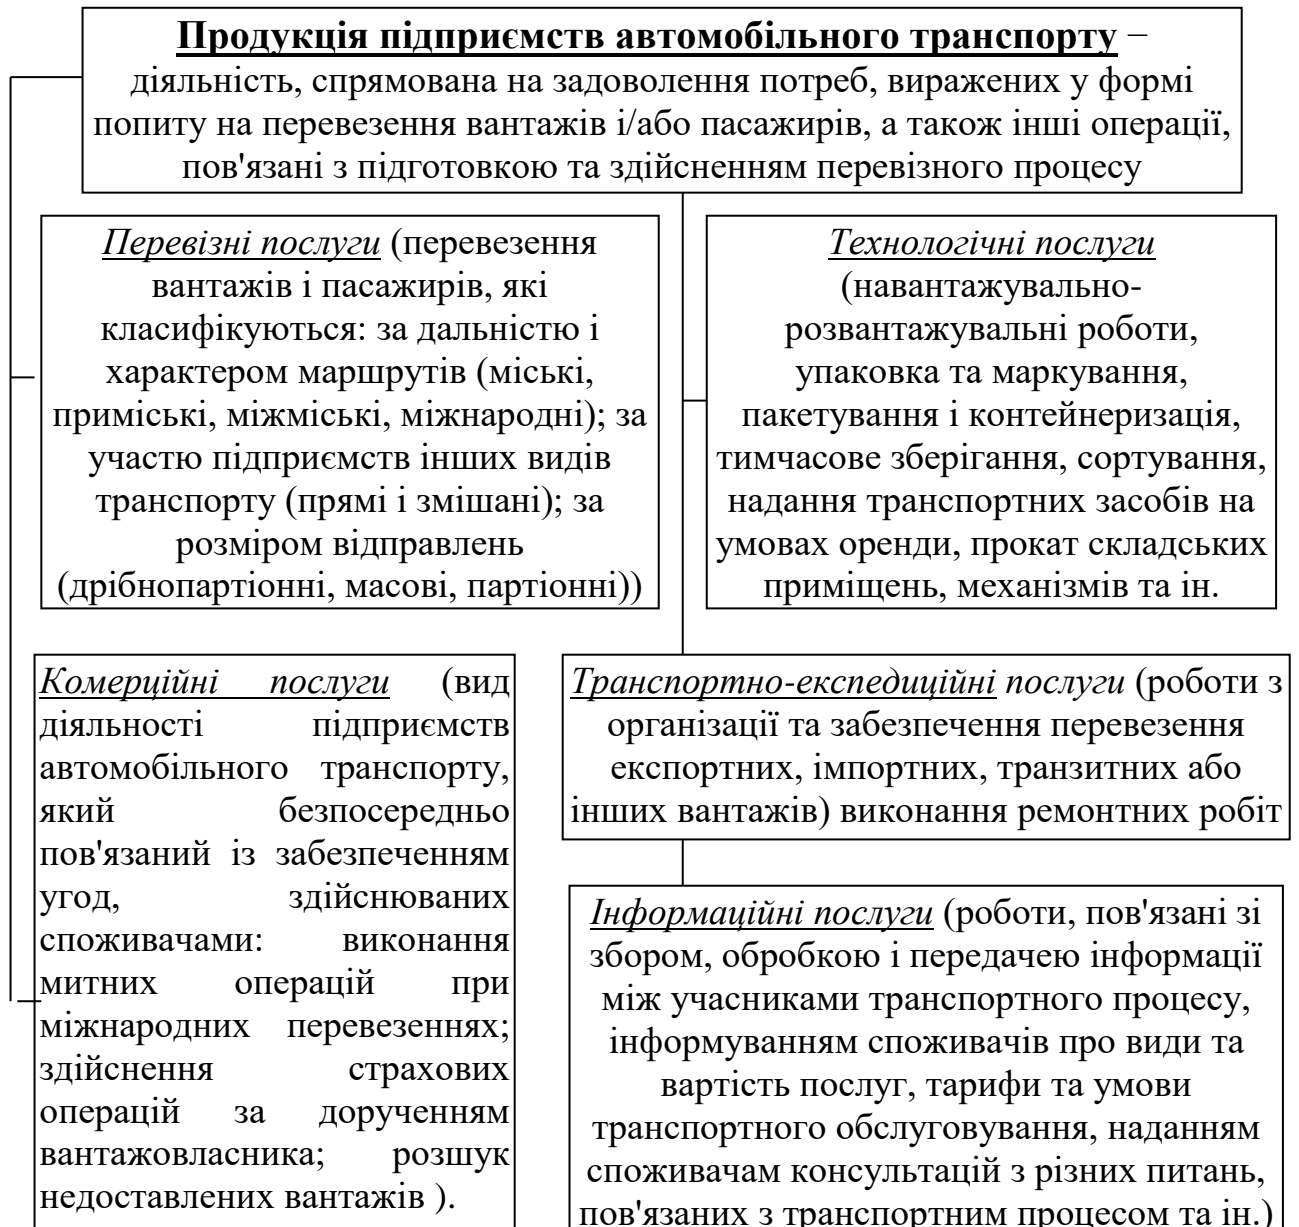 Продукція підприємств автомобільного транспорту –
діяльність, спрямована на задоволення потреб, виражених у формі
попиту на перевезення вантажів і/або пасажирів, а також інші операції,
пов'язані з підготовкою та здійсненням перевізного процесу
Перевізні послуги (перевезення
вантажів і пасажирів, які
класифікуються: за дальністю і
характером маршрутів (міські,
приміські, міжміські, міжнародні); за
участю підприємств інших видів
транспорту (прямі і змішані); за
розміром відправлень
(дрібнопартіонні, масові, партіонні))
Технологічні послуги
(навантажувально-
розвантажувальні роботи,
упаковка та маркування,
пакетування і контейнеризація,
тимчасове зберігання, сортування,
надання транспортних засобів на
умовах оренди, прокат складських
приміщень, механізмів та ін.
Комерційні послуги (вид
діяльності підприємств
автомобільного транспорту,
який безпосередньо
пов'язаний із забезпеченням
угод, здійснюваних
споживачами: виконання
митних операцій при
міжнародних перевезеннях;
здійснення страхових
операцій за дорученням
вантажовласника; розшук
недоставлених вантажів ).
Транспортно-експедиційні послуги (роботи з
організації та забезпечення перевезення
експортних, імпортних, транзитних або
інших вантажів) виконання ремонтних робіт
Інформаційні послуги (роботи, пов'язані зі
збором, обробкою і передачею інформації
між учасниками транспортного процесу,
інформуванням споживачів про види та
вартість послуг, тарифи та умови
транспортного обслуговування, наданням
споживачам консультацій з різних питань,
пов'язаних з транспортним процесом та ін.)